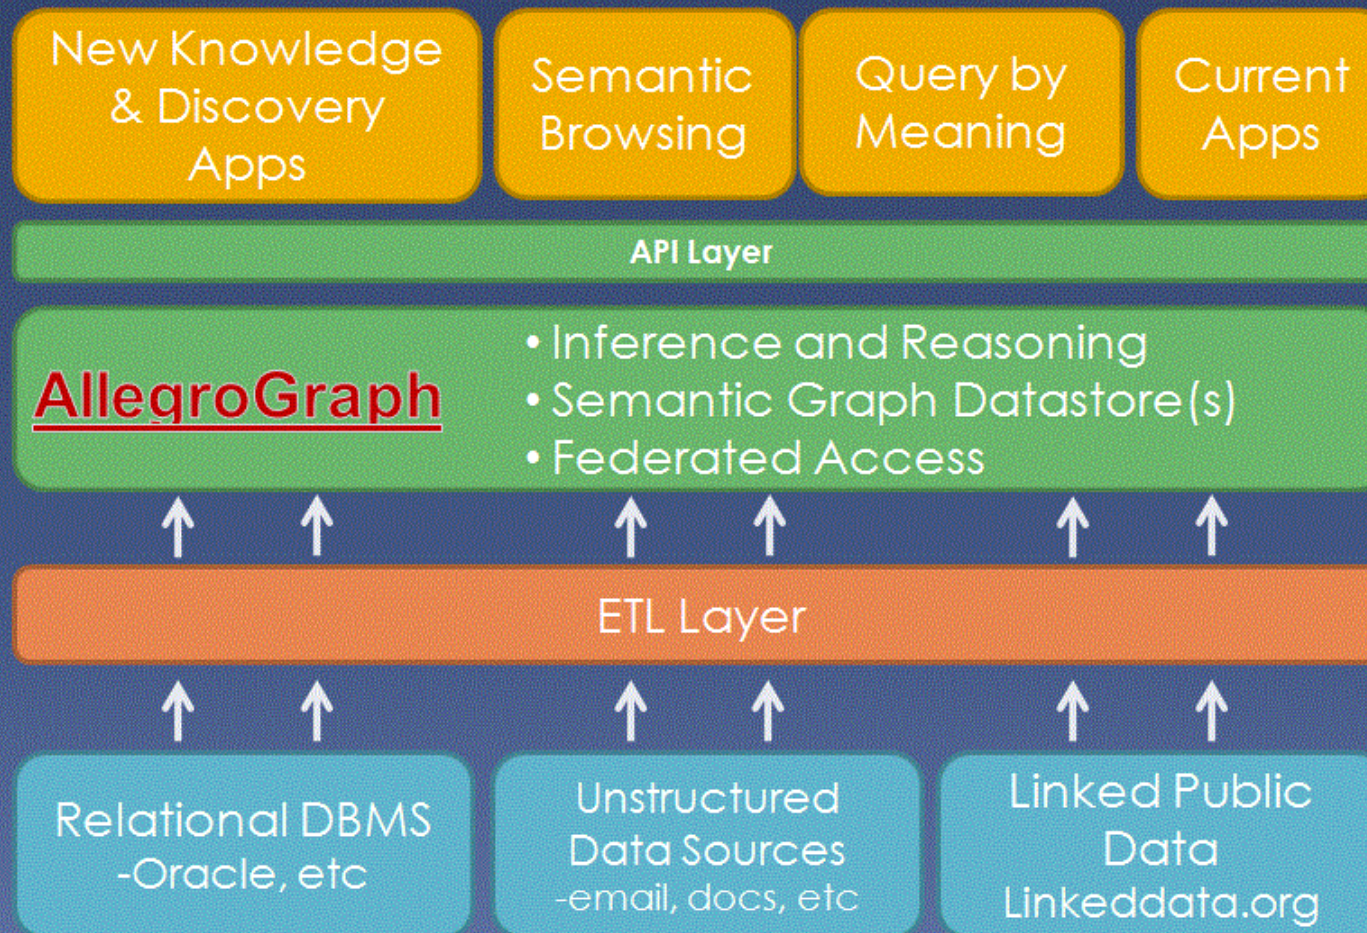 New Knowledge
& Discovery
Apps
Semantic
Browsing
Query by
Meaning
Current
Apps
API Layer
AllegroGraph
• Inference and Reasoning
• Semantic Graph Datastore(s)
• Federated Access
ETL Layer
Relational DBMS
-Oracle, etc
Unstructured
Data Sources
-email, docs, etc
Linked Public
Data
Linkeddata.org